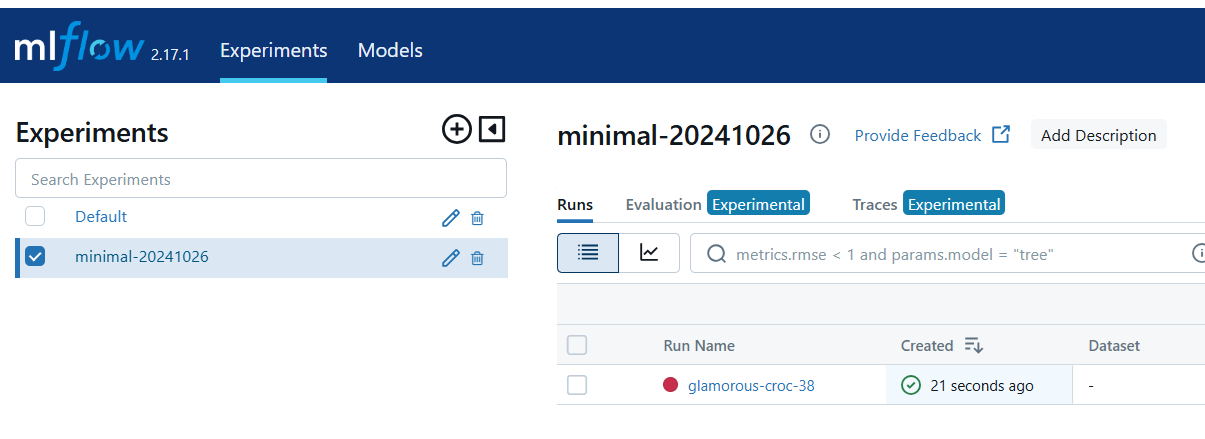 mlflow 2.17.1 Experiments Models
Experiments
Search Experiments
Default
minimal-20241026
minimal-20241026 Provide Feedback Add Description
Runs Evaluation Experimental Traces Experimental
metrics.rmse < 1 and params.model = "tree"
Run Name Created Dataset
glamorous-croc-38 21 seconds ago -